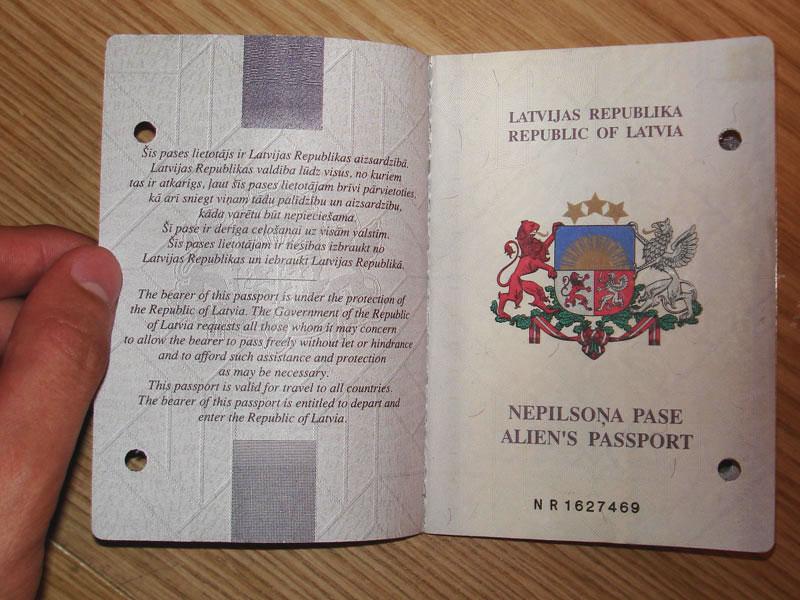 Šīs pases lietotājs ir Latvijas Republikas aizsardzībā.
Latvijas Republikas valdība lūdz visus, no kuriem
tas ir atkarīgs, ļaut šīs pases lietotājam brīvi pārvietoties,
kā arī sniegt viņam tādu palīdzību un aizsardzību,
kāda varētu būt nepieciešama.
Šī pase ir derīga ceļošanai uz visām valstīm.
Šīs pases lietotājam ir tiesības izbraukt no
Latvijas Republikas un iebraukt Latvijas Republikā.
The bearer of this passport is under the protection of
the Republic of Latvia. The Government of the Republic
of Latvia requests all those whom it may concern
to allow the bearer to pass freely without let or hindrance
and to afford such assistance and protection
as may be necessary.
This passport is valid for travel to all countries.
The bearer of this passport is entitled to depart and
enter the Republic of Latvia.
LATVIJAS REPUBLIKA
REPUBLIC OF LATVIA
NEPILSOŅA PASE
ALIEN'S PASSPORT
NR1627469